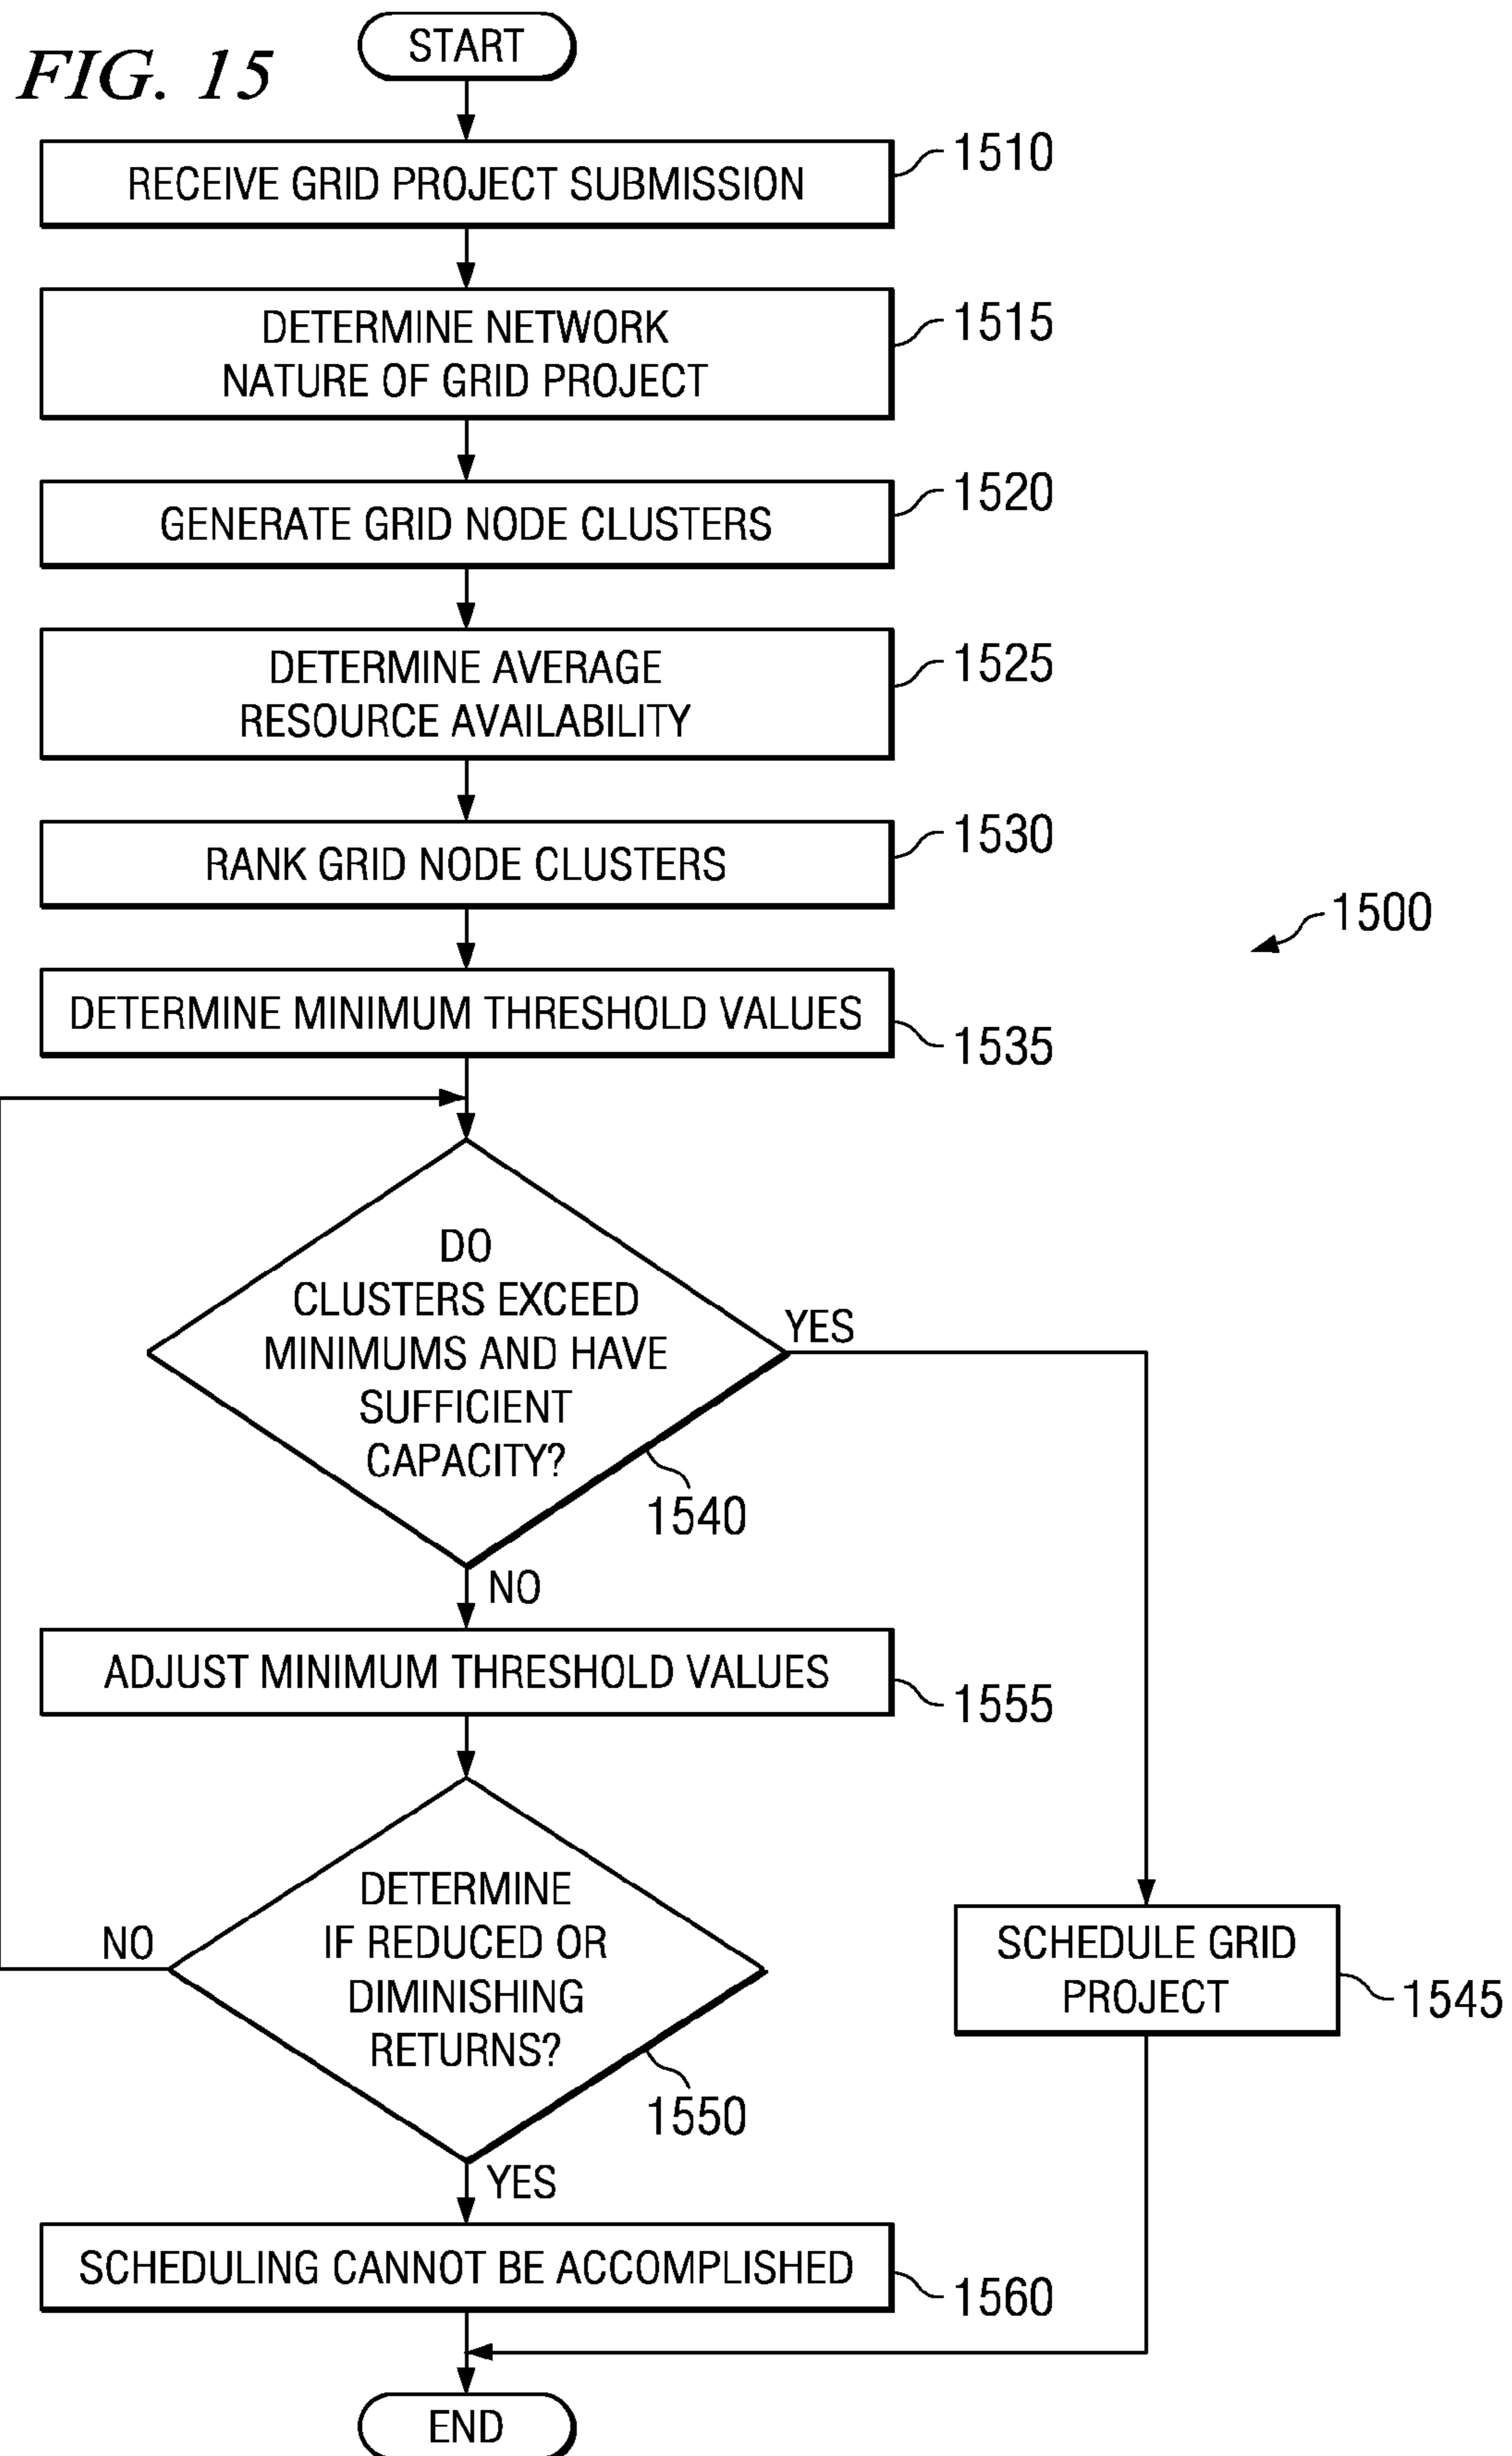 FIG. 15
START
RECEIVE GRID PROJECT SUBMISSION
1510
DETERMINE NETWORK
NATURE OF GRID PROJECT
1515
GENERATE GRID NODE CLUSTERS
1520
DETERMINE AVERAGE
RESOURCE AVAILABILITY
1525
RANK GRID NODE CLUSTERS
1530
1500
DETERMINE MINIMUM THRESHOLD VALUES
1535
DO
CLUSTERS EXCEED
MINIMUMS AND HAVE
SUFFICIENT
CAPACITY?
YES
1540
NO
ADJUST MINIMUM THRESHOLD VALUES
1555
DETERMINE
IF REDUCED OR
DIMINISHING
RETURNS?
NO
1550
SCHEDULE GRID
PROJECT
1545
YES
SCHEDULING CANNOT BE ACCOMPLISHED
1560
END